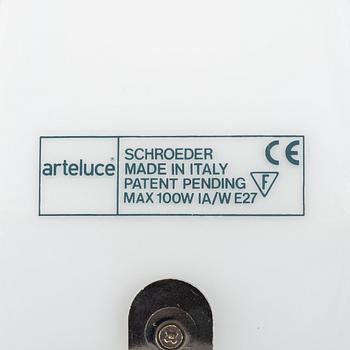 arteluce®
SCHROEDER
MADE IN ITALY
PATENT PENDING
MAX 100W IA/W E27
CE
F